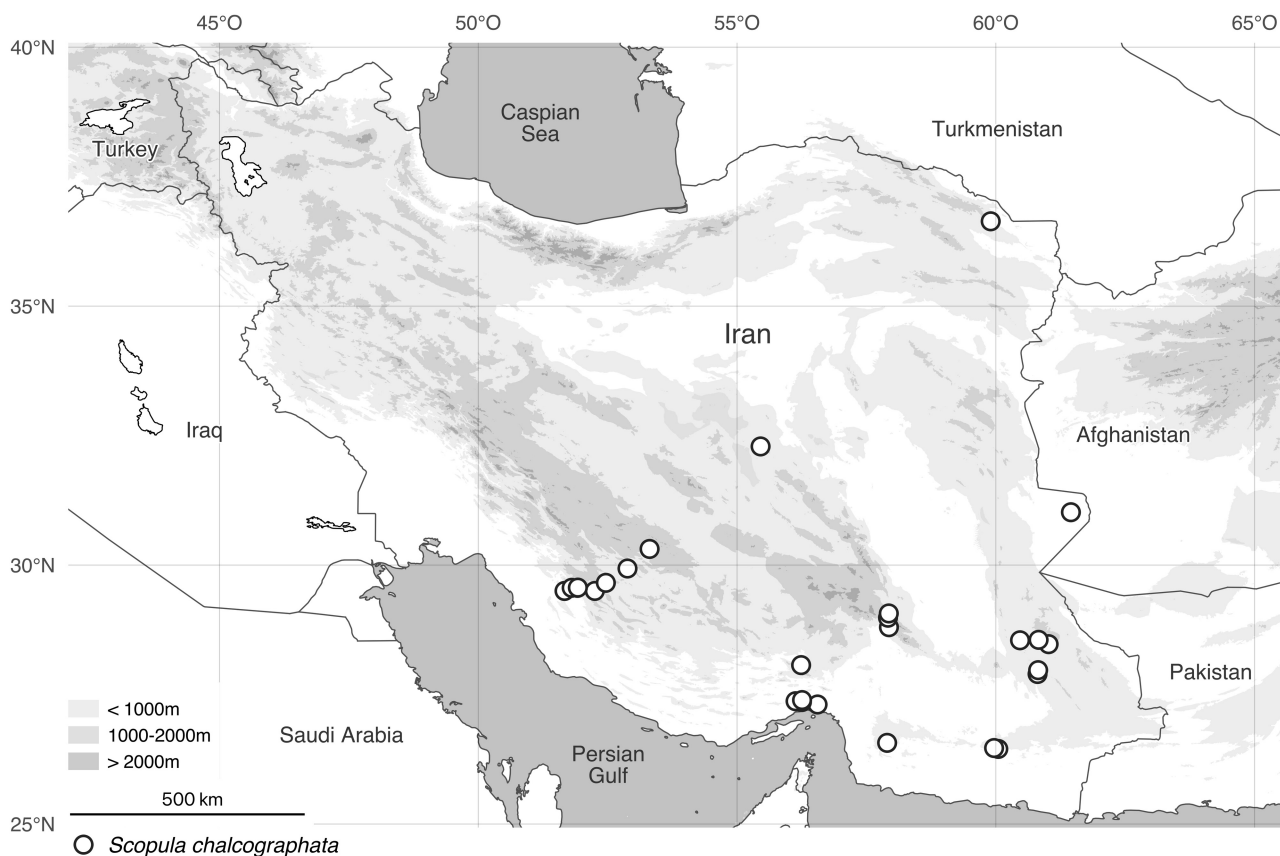 45°O 50°O 55°O 60°O 65°O
40°N
Caspian
Sea
Turkmenistan
Turkey
35°N
Iran
Iraq
Afghanistan
30°N
Pakistan
< 1000m
1000-2000m
> 2000m
Saudi Arabia
Persian
Gulf
500 km
25°N
Scopula chalcographata